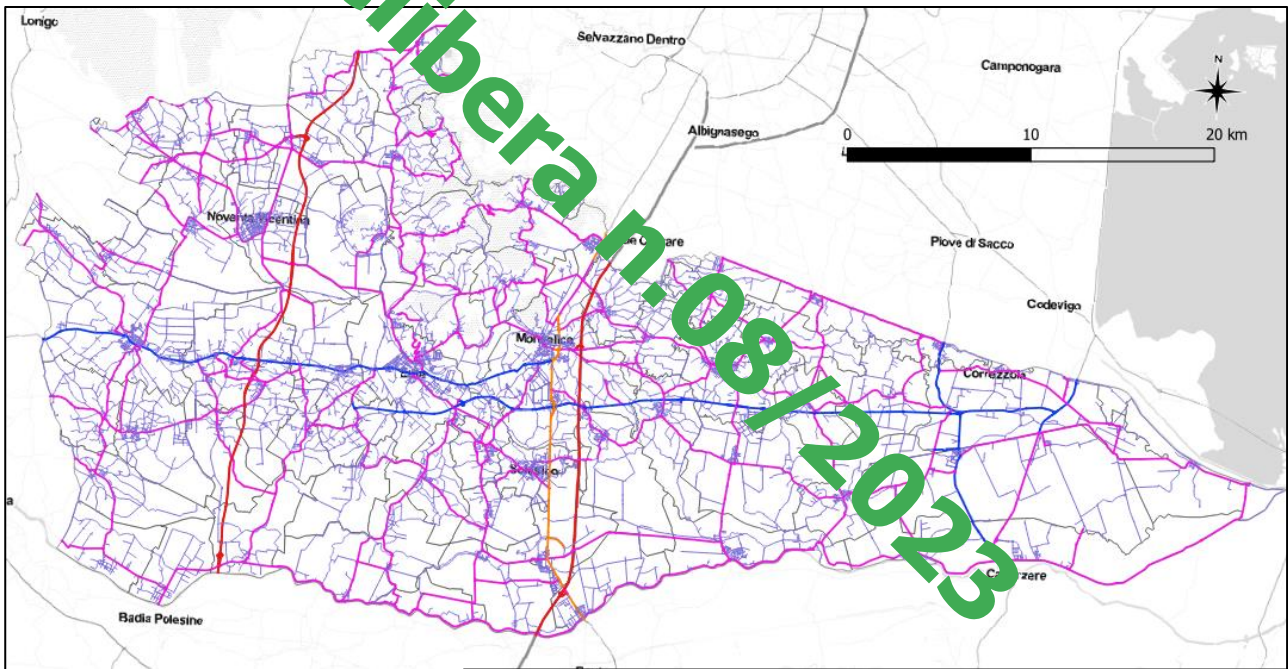 Lonigo
Selvazzano Dentro
Camponogara
N
Albignasego
0 10 20 km
Noventa Vicentina
Piove di Sacco
Codevigo
Monselice
Este
Correzzola
Solesino
a
Badia Polesine
libera n.08/2023